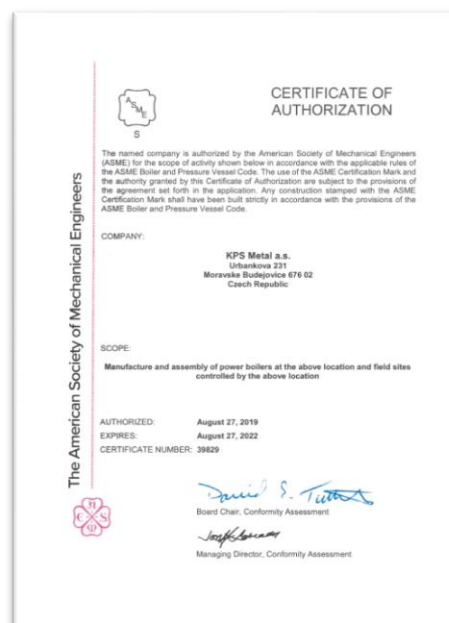 ASME
S
CERTIFICATE OF
AUTHORIZATION
The named company is authorized by the American Society of Mechanical Engineers
(ASME) for the scope of activity shown below in accordance with the applicable rules of
the ASME Boiler and Pressure Vessel Code. The use of the ASME Certification Mark and
the authority granted by this Certificate of Authorization are subject to the provisions of
the agreement set forth in the application. Any construction stamped with the ASME
Certification Mark shall have been built strictly in accordance with the provisions of the
ASME Boiler and Pressure Vessel Code.
COMPANY:
KPS Metal a.s.
Urbankova 231
Moravske Budejovice 676 02
Czech Republic
SCOPE:
Manufacture and assembly of power boilers at the above location and field sites
controlled by the above location
AUTHORIZED: August 27, 2019
EXPIRES: August 27, 2022
CERTIFICATE NUMBER: 39829
Board Chair, Conformity Assessment
Managing Director, Conformity Assessment
The American Society of Mechanical Engineers